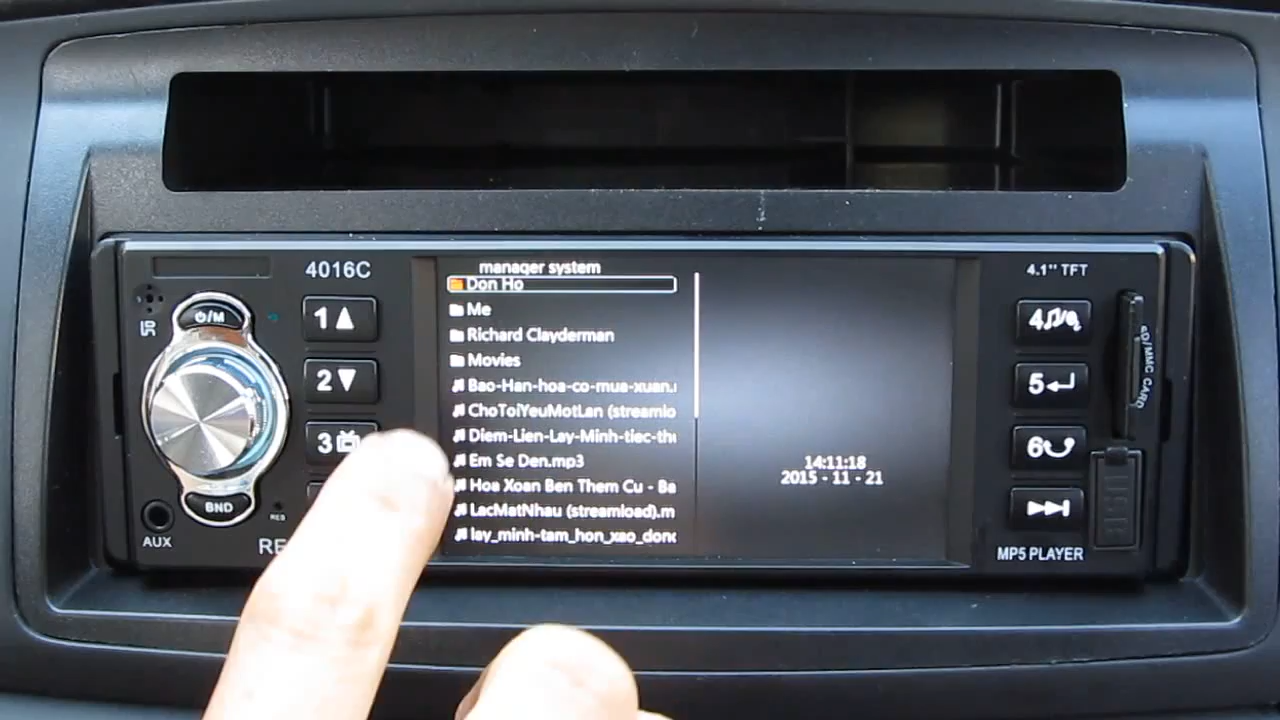 4016C
4.1" TFT
SD/MMC CARD
⏻/M
IR
1
2
3
BND
RES
AUX
RE
manager system
Don Ho
Me
Richard Clayderman
Movies
Bao-Han-hoa-co-mua-xuan.
ChoToiYeuMotLan (streamlo
Diem-Lien-Lay-Minh-tiec-th
Em Se Den.mp3
Hoa Xoan Ben Them Cu - Ba
LacMatNhau (streamload).m
lay_minh-tam_hon_xao_dong
14:11:18
2015 - 11 - 21
4
5
6
USB
MP5 PLAYER